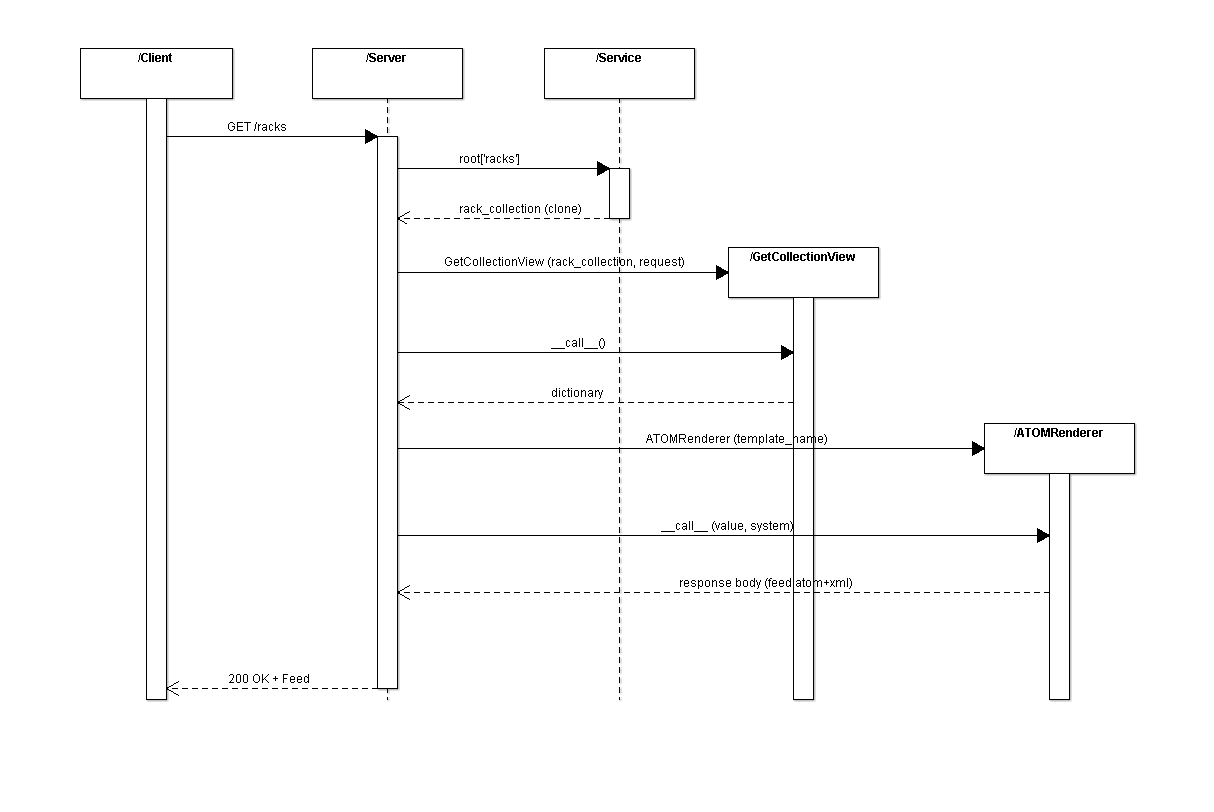 /Client
/Server
/Service
GET /racks
root['racks']
rack_collection (clone)
GetCollectionView (rack_collection, request)
/GetCollectionView
__call__()
dictionary
ATOMRenderer (template_name)
/ATOMRenderer
__call__ (value, system)
response body (feed atom+xml)
200 OK + Feed